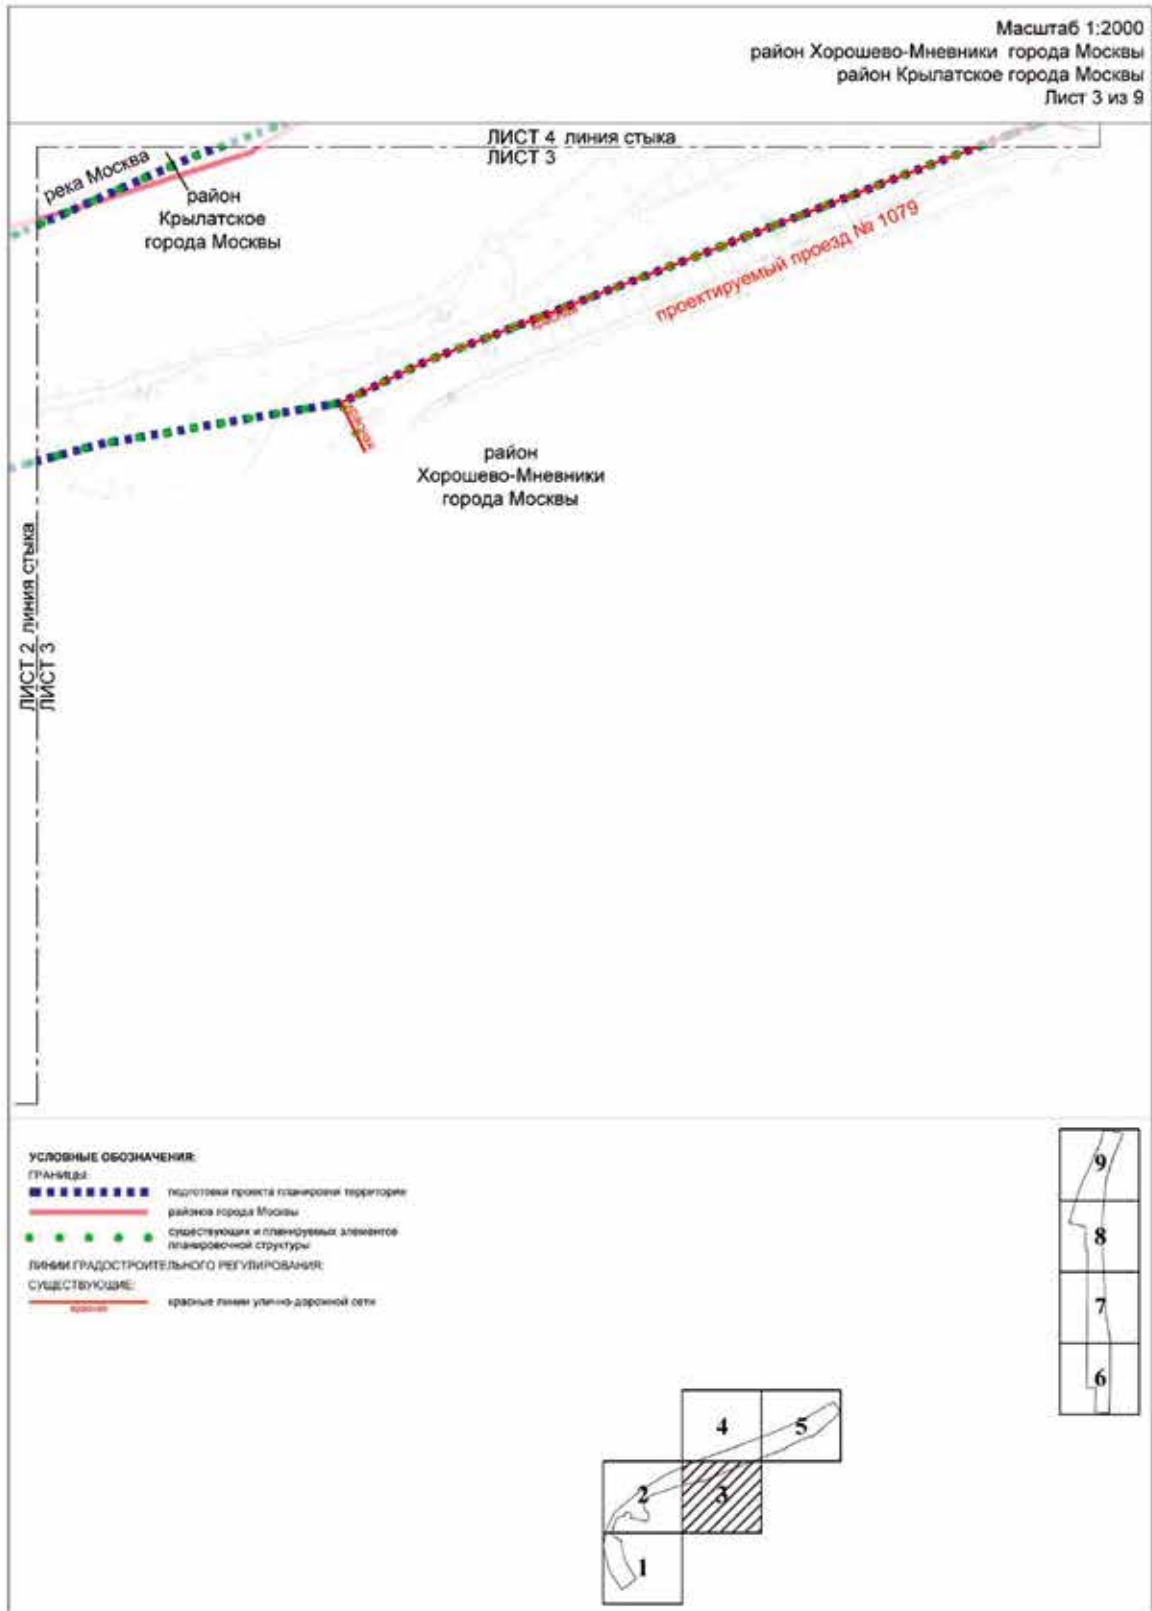 Масштаб 1:2000
район Хорошево-Мневники города Москвы
район Крылатское города Москвы
Лист 3 из 9
ЛИСТ 4 линия стыка
ЛИСТ 3
река Москва
район
Крылатское
города Москвы
проектируемый проезд № 1079
красная
красная
район
Хорошево-Мневники
города Москвы
ЛИСТ 2 линия стыка
ЛИСТ 3
УСЛОВНЫЕ ОБОЗНАЧЕНИЯ:
ГРАНИЦЫ:
подготовки проекта планировки территории
районов города Москвы
существующих и планируемых элементов
планировочной структуры
ЛИНИИ ГРАДОСТРОИТЕЛЬНОГО РЕГУЛИРОВАНИЯ:
СУЩЕСТВУЮЩИЕ:
красная
красные линии улично-дорожной сети
9
8
7
6
4
5
2
3
1